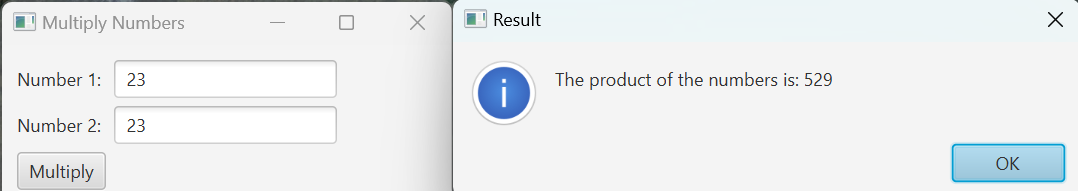 Multiply Numbers
Number 1: 23
Number 2: 23
Multiply
Result
i
The product of the numbers is: 529
OK